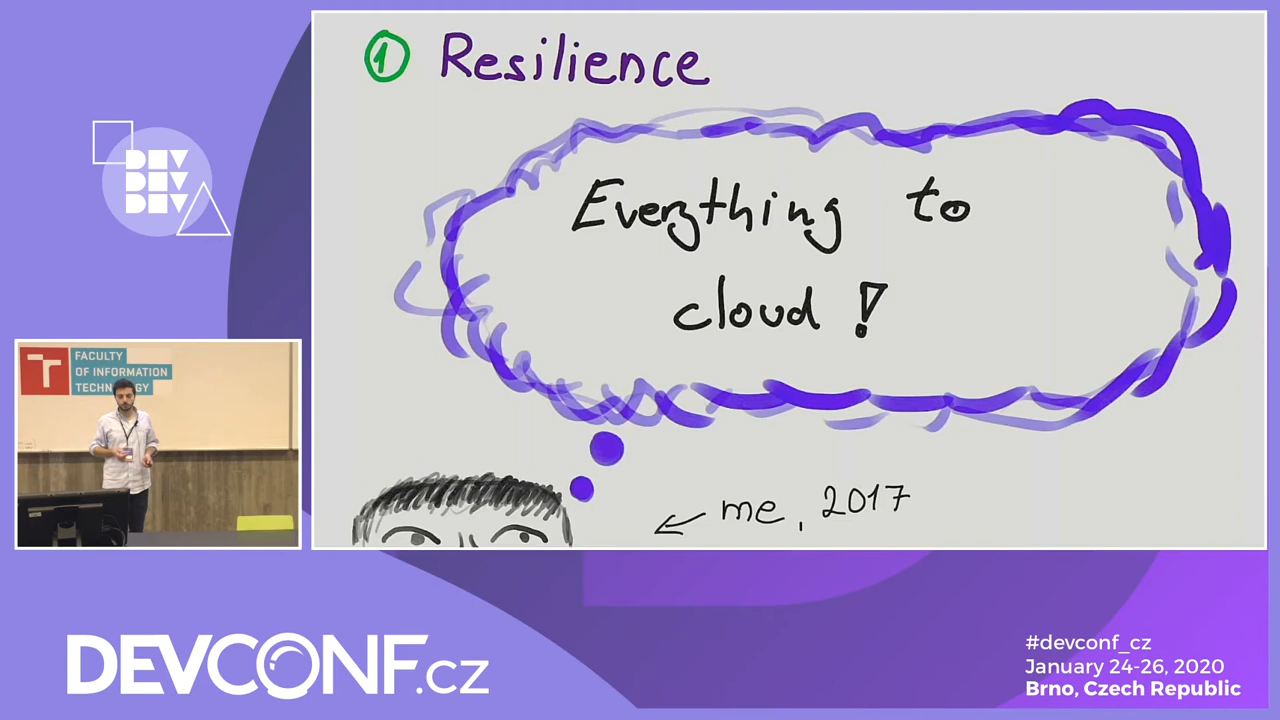 1 Resilience
Everything to
cloud!
me, 2017
DEV
DEV
DEV
FACULTY
OF INFORMATION
TECHNOLOGY
DEVCONF.cz
#devconf_cz
January 24-26, 2020
Brno, Czech Republic